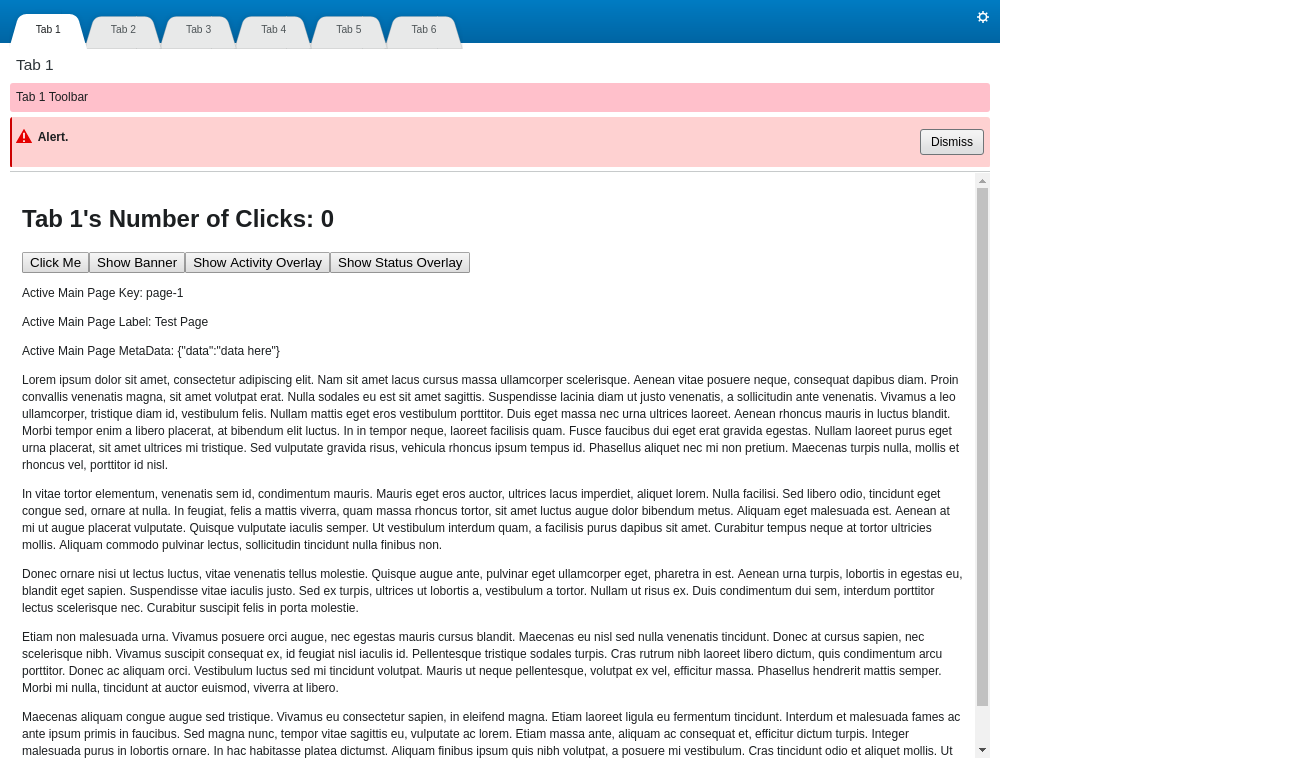 Tab 1 Tab 2 Tab 3 Tab 4 Tab 5 Tab 6
Tab 1
Tab 1 Toolbar
Alert. Dismiss
Tab 1's Number of Clicks: 0
Click Me Show Banner Show Activity Overlay Show Status Overlay
Active Main Page Key: page-1
Active Main Page Label: Test Page
Active Main Page MetaData: {"data":"data here"}
Lorem ipsum dolor sit amet, consectetur adipiscing elit. Nam sit amet lacus cursus massa ullamcorper scelerisque. Aenean vitae posuere neque, consequat dapibus diam. Proin
convallis venenatis magna, sit amet volutpat erat. Nulla sodales eu est sit amet sagittis. Suspendisse lacinia diam ut justo venenatis, a sollicitudin ante venenatis. Vivamus a leo
ullamcorper, tristique diam id, vestibulum felis. Nullam mattis eget eros vestibulum porttitor. Duis eget massa nec urna ultrices laoreet. Aenean rhoncus mauris in luctus blandit.
Morbi tempor enim a libero placerat, at bibendum elit luctus. In in tempor neque, laoreet facilisis quam. Fusce faucibus dui eget erat gravida egestas. Nullam laoreet purus eget
urna placerat, sit amet ultrices mi tristique. Sed vulputate gravida risus, vehicula rhoncus ipsum tempus id. Phasellus aliquet nec mi non pretium. Maecenas turpis nulla, mollis et
rhoncus vel, porttitor id nisl.
In vitae tortor elementum, venenatis sem id, condimentum mauris. Mauris eget eros auctor, ultrices lacus imperdiet, aliquet lorem. Nulla facilisi. Sed libero odio, tincidunt eget
congue sed, ornare at nulla. In feugiat, felis a mattis viverra, quam massa rhoncus tortor, sit amet luctus augue dolor bibendum metus. Aliquam eget malesuada est. Aenean at
mi ut augue placerat vulputate. Quisque vulputate iaculis semper. Ut vestibulum interdum quam, a facilisis purus dapibus sit amet. Curabitur tempus neque at tortor ultricies
mollis. Aliquam commodo pulvinar lectus, sollicitudin tincidunt nulla finibus non.
Donec ornare nisi ut lectus luctus, vitae venenatis tellus molestie. Quisque augue ante, pulvinar eget ullamcorper eget, pharetra in est. Aenean urna turpis, lobortis in egestas eu,
blandit eget sapien. Suspendisse vitae iaculis justo. Sed ex turpis, ultrices ut lobortis a, vestibulum a tortor. Nullam ut risus ex. Duis condimentum dui sem, interdum porttitor
lectus scelerisque nec. Curabitur suscipit felis in porta molestie.
Etiam non malesuada urna. Vivamus posuere orci augue, nec egestas mauris cursus blandit. Maecenas eu nisl sed nulla venenatis tincidunt. Donec at cursus sapien, nec
scelerisque nibh. Vivamus suscipit consequat ex, id feugiat nisl iaculis id. Pellentesque tristique sodales turpis. Cras rutrum nibh laoreet libero dictum, quis condimentum arcu
porttitor. Donec ac aliquam orci. Vestibulum luctus sed mi tincidunt volutpat. Mauris ut neque pellentesque, volutpat ex vel, efficitur massa. Phasellus hendrerit mattis semper.
Morbi mi nulla, tincidunt at auctor euismod, viverra at libero.
Maecenas aliquam congue augue sed tristique. Vivamus eu consectetur sapien, in eleifend magna. Etiam laoreet ligula eu fermentum tincidunt. Interdum et malesuada fames ac
ante ipsum primis in faucibus. Sed magna nunc, tempor vitae sagittis eu, vulputate ac lorem. Etiam massa ante, aliquam ac consequat et, efficitur dictum turpis. Integer
malesuada purus in lobortis ornare. In hac habitasse platea dictumst. Aliquam finibus ipsum quis nibh volutpat, a posuere mi vestibulum. Cras tincidunt odio et aliquet mollis. Ut